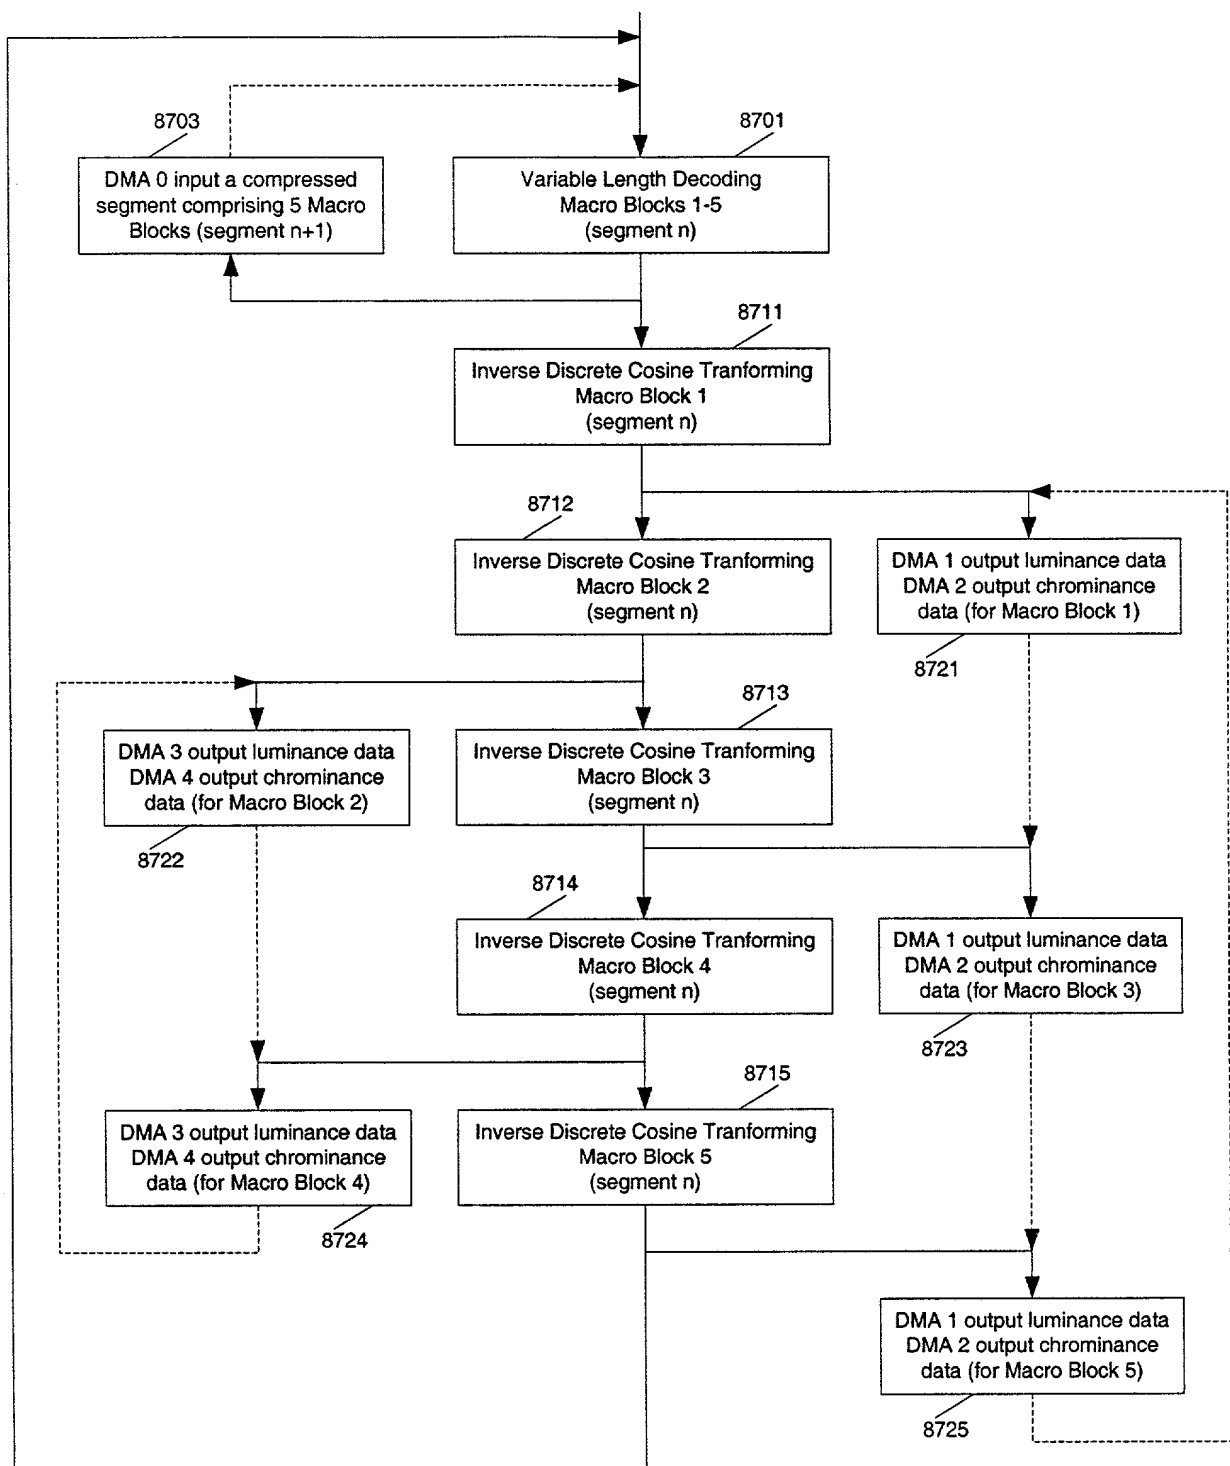 8703
8701
DMA 0 input a compressed
segment comprising 5 Macro
Blocks (segment n+1)
Variable Length Decoding
Macro Blocks 1-5
(segment n)
8711
Inverse Discrete Cosine Tranforming
Macro Block 1
(segment n)
8712
Inverse Discrete Cosine Tranforming
Macro Block 2
(segment n)
DMA 1 output luminance data
DMA 2 output chrominance
data (for Macro Block 1)
8721
8713
DMA 3 output luminance data
DMA 4 output chrominance
data (for Macro Block 2)
8722
Inverse Discrete Cosine Tranforming
Macro Block 3
(segment n)
8714
Inverse Discrete Cosine Tranforming
Macro Block 4
(segment n)
DMA 1 output luminance data
DMA 2 output chrominance
data (for Macro Block 3)
8723
8715
DMA 3 output luminance data
DMA 4 output chrominance
data (for Macro Block 4)
8724
Inverse Discrete Cosine Tranforming
Macro Block 5
(segment n)
DMA 1 output luminance data
DMA 2 output chrominance
data (for Macro Block 5)
8725